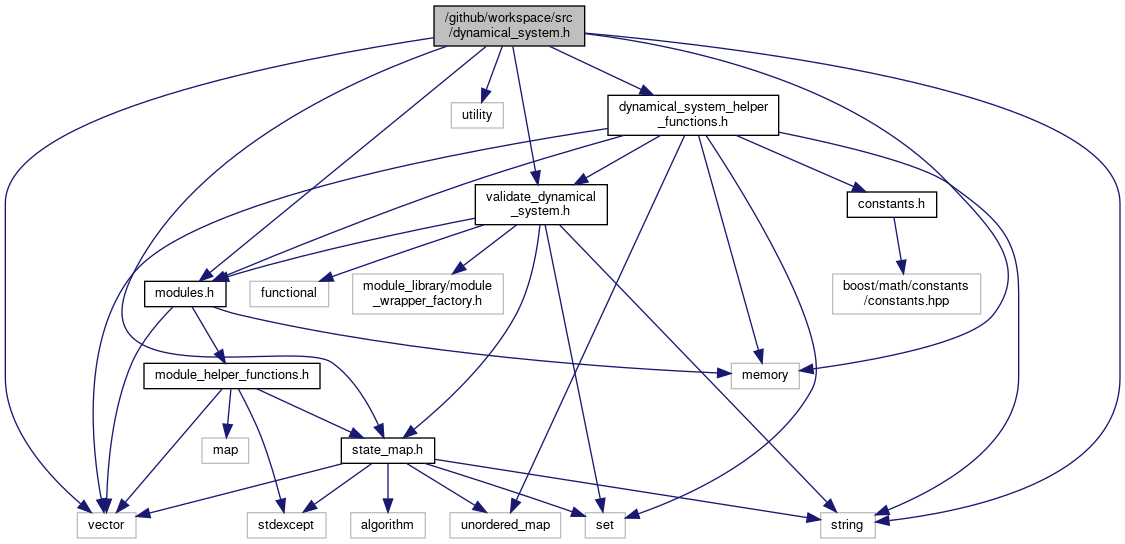 /github/workspace/src
/dynamical_system.h
utility
dynamical_system_helper
_functions.h
validate_dynamical
_system.h
constants.h
modules.h
functional
module_library/module
_wrapper_factory.h
boost/math/constants
/constants.hpp
module_helper_functions.h
memory
map
state_map.h
vector
stdexcept
algorithm
unordered_map
set
string